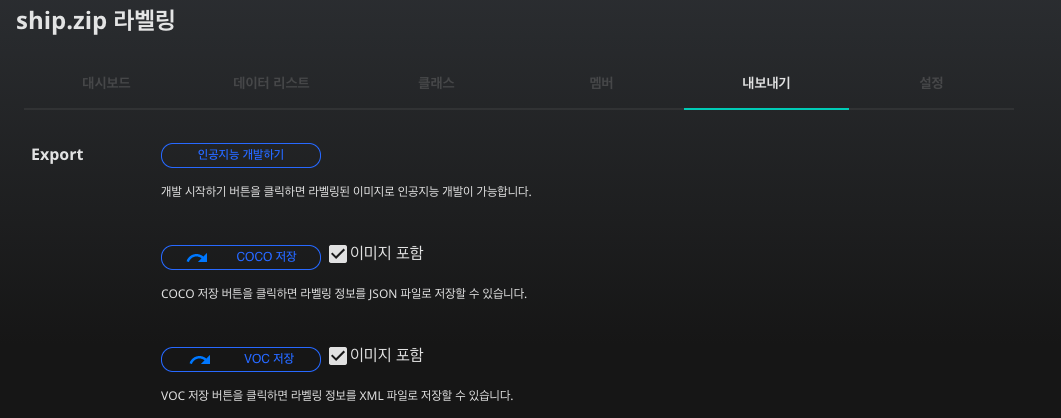 ship.zip 라벨링
대시보드 데이터 리스트 클래스 멤버 내보내기 설정
Export 인공지능 개발하기
개발 시작하기 버튼을 클릭하면 라벨링된 이미지로 인공지능 개발이 가능합니다.
COCO 저장 이미지 포함
COCO 저장 버튼을 클릭하면 라벨링 정보를 JSON 파일로 저장할 수 있습니다.
VOC 저장 이미지 포함
VOC 저장 버튼을 클릭하면 라벨링 정보를 XML 파일로 저장할 수 있습니다.